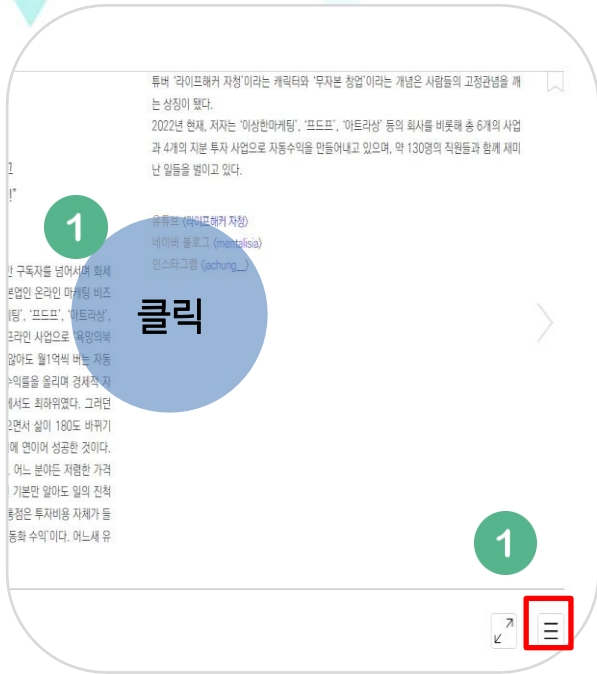 튜버 '라이프해커 자청'이라는 캐릭터와 '무자본 창업'이라는 개념은 사람들의 고정관념을 깨
는 상징이 됐다.
2022년 현재, 저자는 '이상한마케팅', '프드프', '아트라상' 등의 회사를 비롯해 총 6개의 사업
과 4개의 지분 투자 사업으로 자동수익을 만들어내고 있으며, 약 130명의 직원들과 함께 재미
난 일들을 벌이고 있다.
유튜브 (라이프해커 자청)
네이버 블로그 (mentalisia)
인스타그램 (jachung__)
고
!"
1
구독자를 넘어서며 화제
본업인 온라인 마케팅 비즈
팅', '프드프', '아트라상',
프라인 사업으로 '욕망의북
않아도 월1억씩 버는 자동
수익률을 올리며 경제적 자
에서도 최하위였다. 그러던
으면서 삶이 180도 바뀌기
에 연이어 성공한 것이다.
. 어느 분야든 저렴한 가격
기본만 알아도 일의 진척
통점은 투자비용 자체가 들
동화 수익'이다. 어느새 유
클릭
1